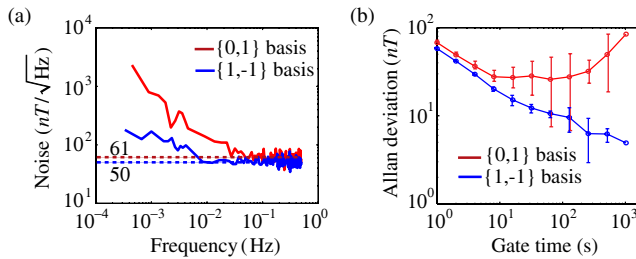 (a)
Noise (nT/√Hz)
10⁴
10³
10²
10¹
{0,1} basis
{1,-1} basis
61
50
10⁻⁴
10⁻³
10⁻²
10⁻¹
10⁰
Frequency (Hz)
(b)
Allan deviation (nT)
10²
10¹
10⁰
{0,1} basis
{1,-1} basis
10⁰
10¹
10²
10³
Gate time (s)